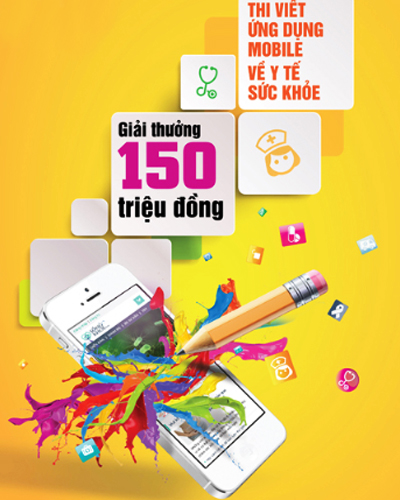 THI VIẾT
ỨNG DỤNG
MOBILE
VỀ Y TẾ
SỨC KHỎE
Giải thưởng
150
triệu đồng